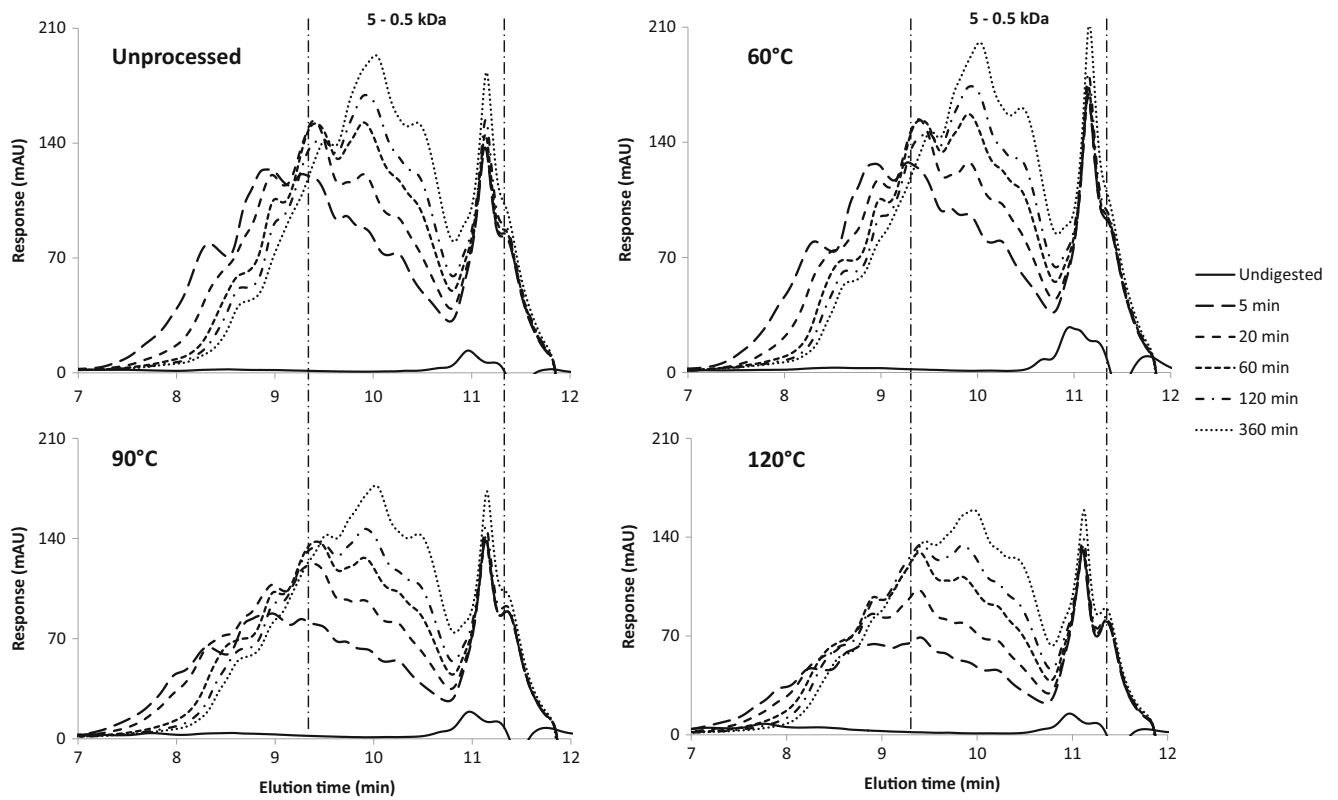 5 - 0.5 kDa
5 - 0.5 kDa
210
Unprocessed
140
Response (mAU)
70
0
7 8 9 10 11 12
210
60°C
140
Response (mAU)
70
0
7 8 9 10 11 12
Undigested
5 min
20 min
60 min
120 min
360 min
210
90°C
140
Response (mAU)
70
0
7 8 9 10 11 12
Elution time (min)
210
120°C
140
Response (mAU)
70
0
7 8 9 10 11 12
Elution time (min)